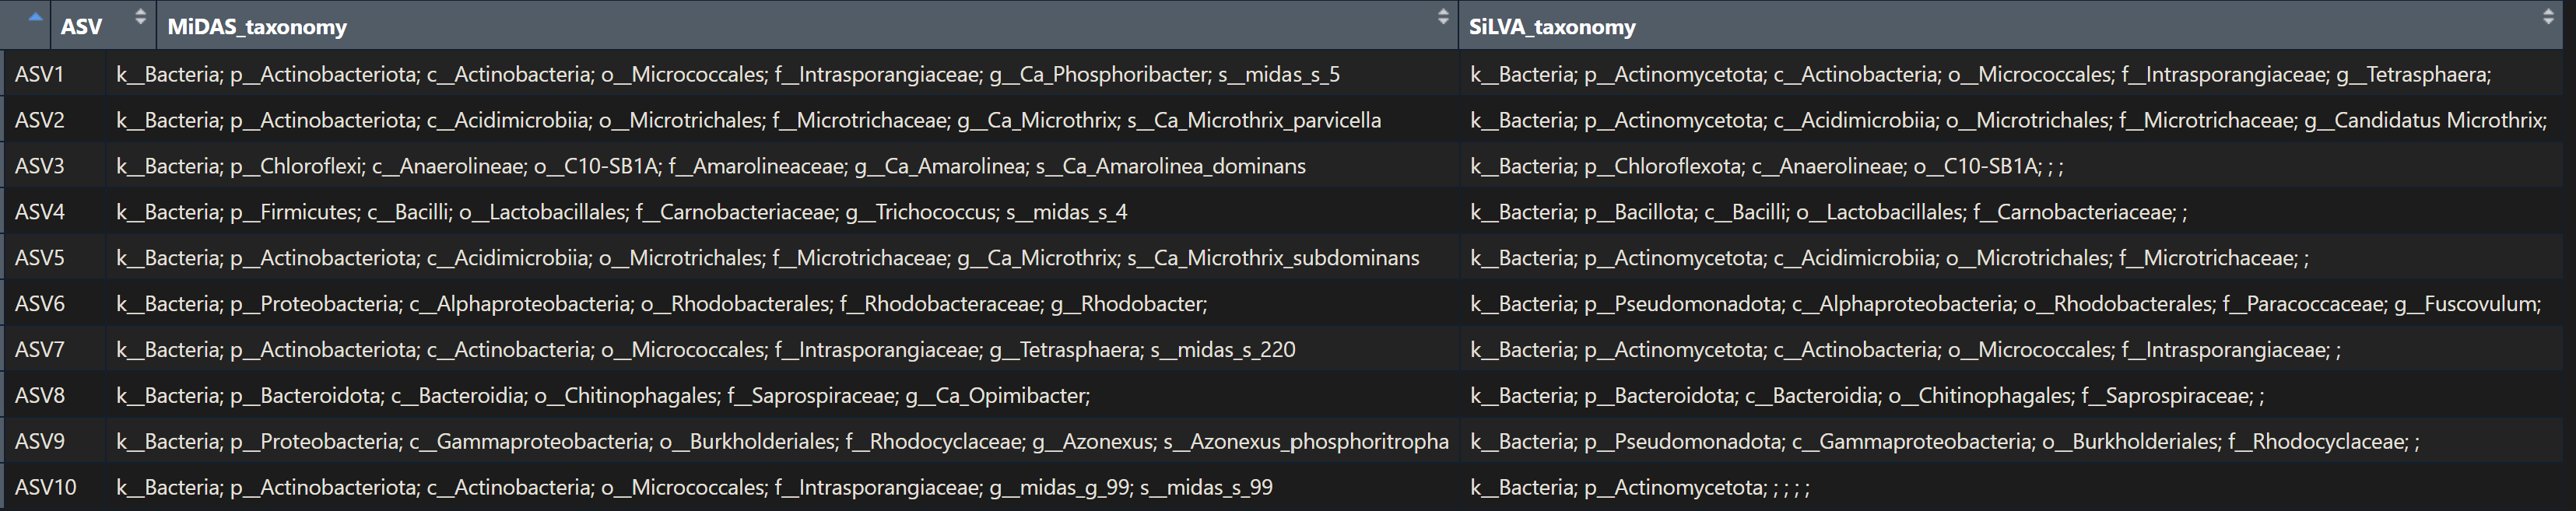 ASV MiDAS_taxonomy SiLVA_taxonomy
ASV1 k__Bacteria; p__Actinobacteriota; c__Actinobacteria; o__Micrococcales; f__Intrasporangiaceae; g__Ca_Phosphoribacter; s__midas_s_5 k__Bacteria; p__Actinomycetota; c__Actinobacteria; o__Micrococcales; f__Intrasporangiaceae; g__Tetrasphaera;
ASV2 k__Bacteria; p__Actinobacteriota; c__Acidimicrobiia; o__Microtrichales; f__Microtrichaceae; g__Ca_Microthrix; s__Ca_Microthrix_parvicella k__Bacteria; p__Actinomycetota; c__Acidimicrobiia; o__Microtrichales; f__Microtrichaceae; g__Candidatus Microthrix;
ASV3 k__Bacteria; p__Chloroflexi; c__Anaerolineae; o__C10-SB1A; f__Amarolineaceae; g__Ca_Amarolinea; s__Ca_Amarolinea_dominans k__Bacteria; p__Chloroflexota; c__Anaerolineae; o__C10-SB1A; ; ;
ASV4 k__Bacteria; p__Firmicutes; c__Bacilli; o__Lactobacillales; f__Carnobacteriaceae; g__Trichococcus; s__midas_s_4 k__Bacteria; p__Bacillota; c__Bacilli; o__Lactobacillales; f__Carnobacteriaceae; ;
ASV5 k__Bacteria; p__Actinobacteriota; c__Acidimicrobiia; o__Microtrichales; f__Microtrichaceae; g__Ca_Microthrix; s__Ca_Microthrix_subdominans k__Bacteria; p__Actinomycetota; c__Acidimicrobiia; o__Microtrichales; f__Microtrichaceae; ;
ASV6 k__Bacteria; p__Proteobacteria; c__Alphaproteobacteria; o__Rhodobacterales; f__Rhodobacteraceae; g__Rhodobacter; k__Bacteria; p__Pseudomonadota; c__Alphaproteobacteria; o__Rhodobacterales; f__Paracoccaceae; g__Fuscovulum;
ASV7 k__Bacteria; p__Actinobacteriota; c__Actinobacteria; o__Micrococcales; f__Intrasporangiaceae; g__Tetrasphaera; s__midas_s_220 k__Bacteria; p__Actinomycetota; c__Actinobacteria; o__Micrococcales; f__Intrasporangiaceae; ;
ASV8 k__Bacteria; p__Bacteroidota; c__Bacteroidia; o__Chitinophagales; f__Saprospiraceae; g__Ca_Opimibacter; k__Bacteria; p__Bacteroidota; c__Bacteroidia; o__Chitinophagales; f__Saprospiraceae; ;
ASV9 k__Bacteria; p__Proteobacteria; c__Gammaproteobacteria; o__Burkholderiales; f__Rhodocyclaceae; g__Azonexus; s__Azonexus_phosphoritropha k__Bacteria; p__Pseudomonadota; c__Gammaproteobacteria; o__Burkholderiales; f__Rhodocyclaceae; ;
ASV10 k__Bacteria; p__Actinobacteriota; c__Actinobacteria; o__Micrococcales; f__Intrasporangiaceae; g__midas_g_99; s__midas_s_99 k__Bacteria; p__Actinomycetota; ; ; ; ;